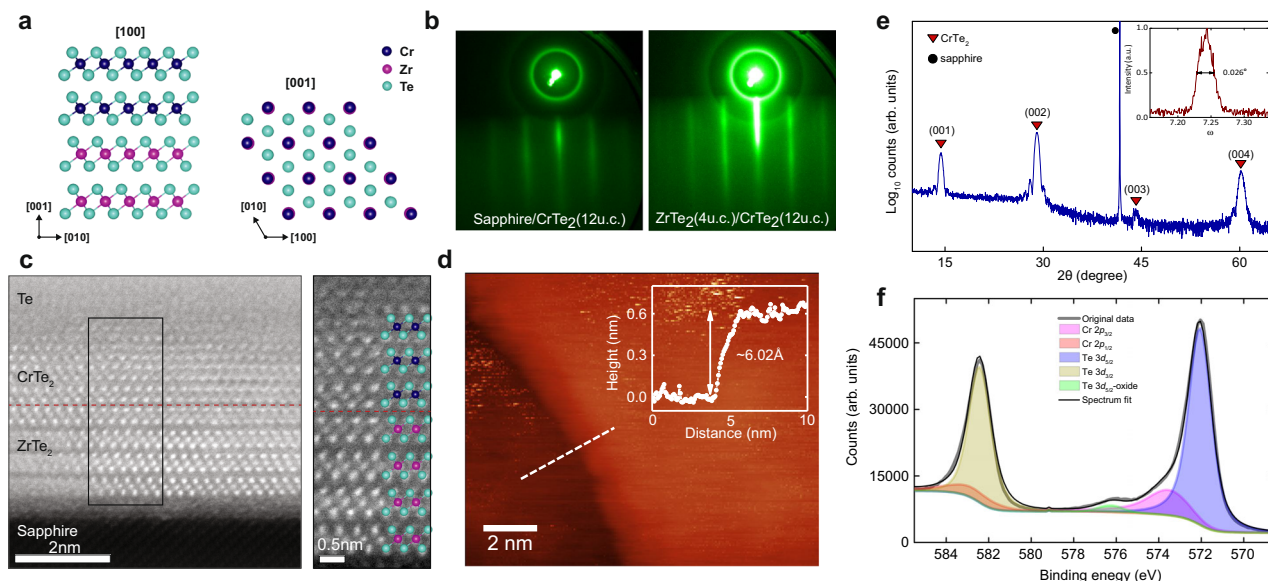 a
[100]
[001]
Cr
Zr
Te
[001]
[010]
[010]
[100]
b
Sapphire/CrTe₂(12u.c.)
ZrTe₂(4u.c.)/CrTe₂(12u.c.)
c
Te
CrTe₂
ZrTe₂
Sapphire
2nm
0.5nm
d
Height (nm)
0.6
0.3
0.0
~6.02Å
0 5 10
Distance (nm)
2 nm
e
Log₁₀ counts (arb. units)
CrTe₂
sapphire
(001)
(002)
(003)
(004)
15 30 45 60
2θ (degree)
Intensity (a.u.)
1.0
0.5
0.0
0.026°
7.20 7.25 7.30
ω
f
Counts (arb. units)
45000
30000
15000
0
Original data
Cr 2p₃/₂
Cr 2p₁/₂
Te 3d₅/₂
Te 3d₃/₂
Te 3d₅/₂-oxide
Spectrum fit
584 582 580 578 576 574 572 570
Binding enegy (eV)